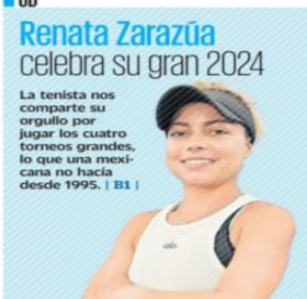 Renata Zarazúa
celebra su gran 2024
La tenista nos
comparte su
orgullo por
jugar los cuatro
torneos grandes,
lo que una mexi-
cana no hacía
desde 1995. | B1 |
alo